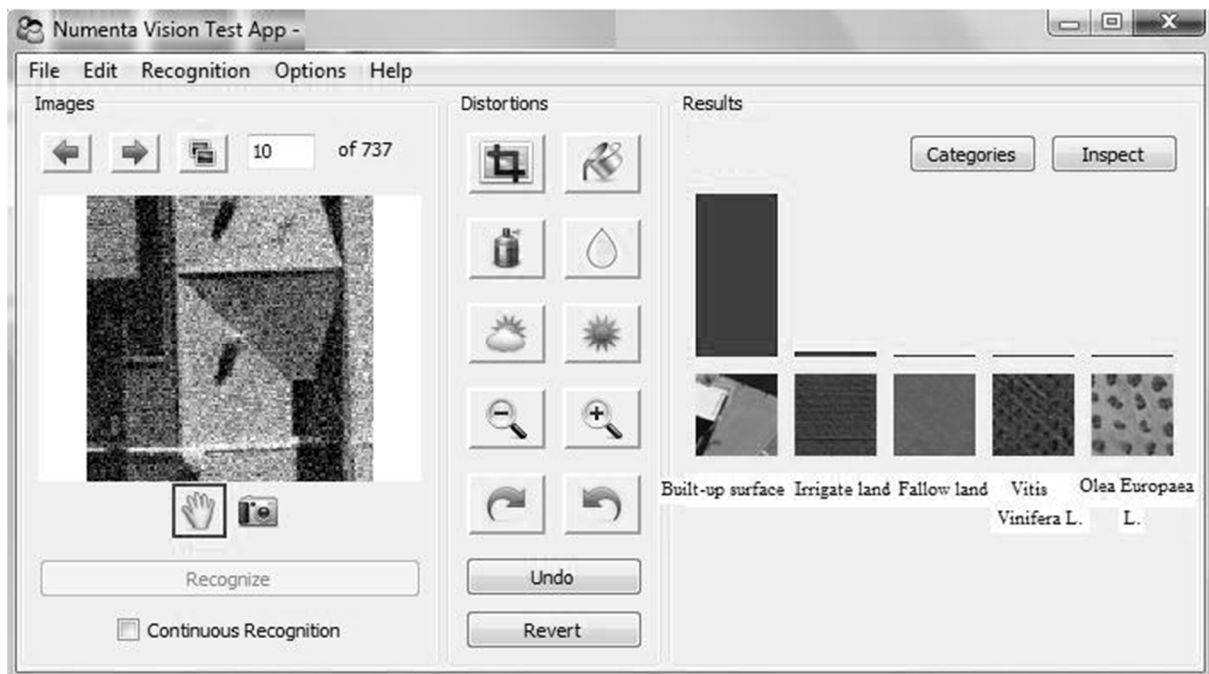 Numenta Vision Test App -
File Edit Recognition Options Help
Images
10 of 737
Recognize
Continuous Recognition
Distortions
Undo
Revert
Results
Categories Inspect
Built-up surface Irrigate land Fallow land Vitis Vinifera L. Olea Europaea L.